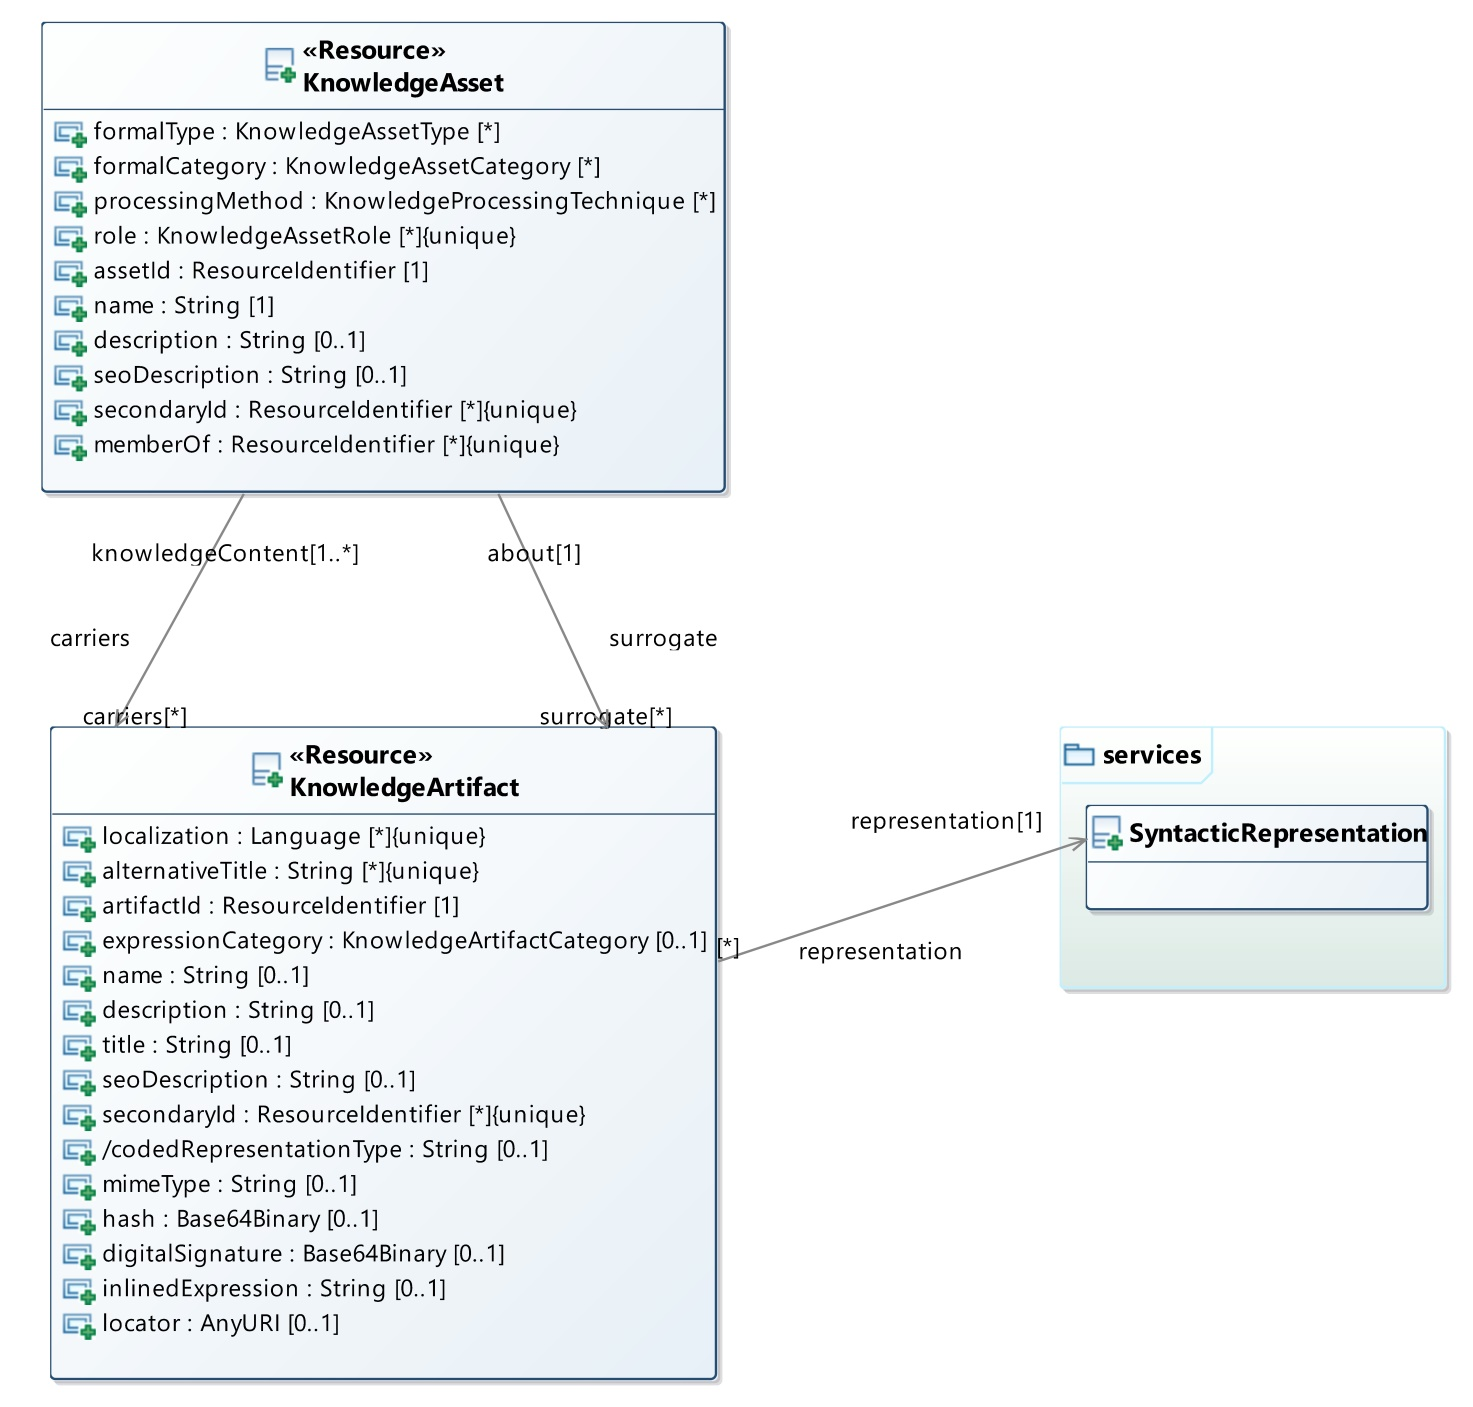 «Resource»
KnowledgeAsset
formalType : KnowledgeAssetType [*]
formalCategory : KnowledgeAssetCategory [*]
processingMethod : KnowledgeProcessingTechnique [*]
role : KnowledgeAssetRole [*]{unique}
assetId : ResourceIdentifier [1]
name : String [1]
description : String [0..1]
seoDescription : String [0..1]
secondaryId : ResourceIdentifier [*]{unique}
memberOf : ResourceIdentifier [*]{unique}
knowledgeContent[1..*]
about[1]
carriers
surrogate
carriers[*]
surrogate[*]
«Resource»
KnowledgeArtifact
localization : Language [*]{unique}
alternativeTitle : String [*]{unique}
artifactId : ResourceIdentifier [1]
expressionCategory : KnowledgeArtifactCategory [0..1]
name : String [0..1]
description : String [0..1]
title : String [0..1]
seoDescription : String [0..1]
secondaryId : ResourceIdentifier [*]{unique}
/codedRepresentationType : String [0..1]
mimeType : String [0..1]
hash : Base64Binary [0..1]
digitalSignature : Base64Binary [0..1]
inlinedExpression : String [0..1]
locator : AnyURI [0..1]
[*]
representation[1]
representation
services
SyntacticRepresentation